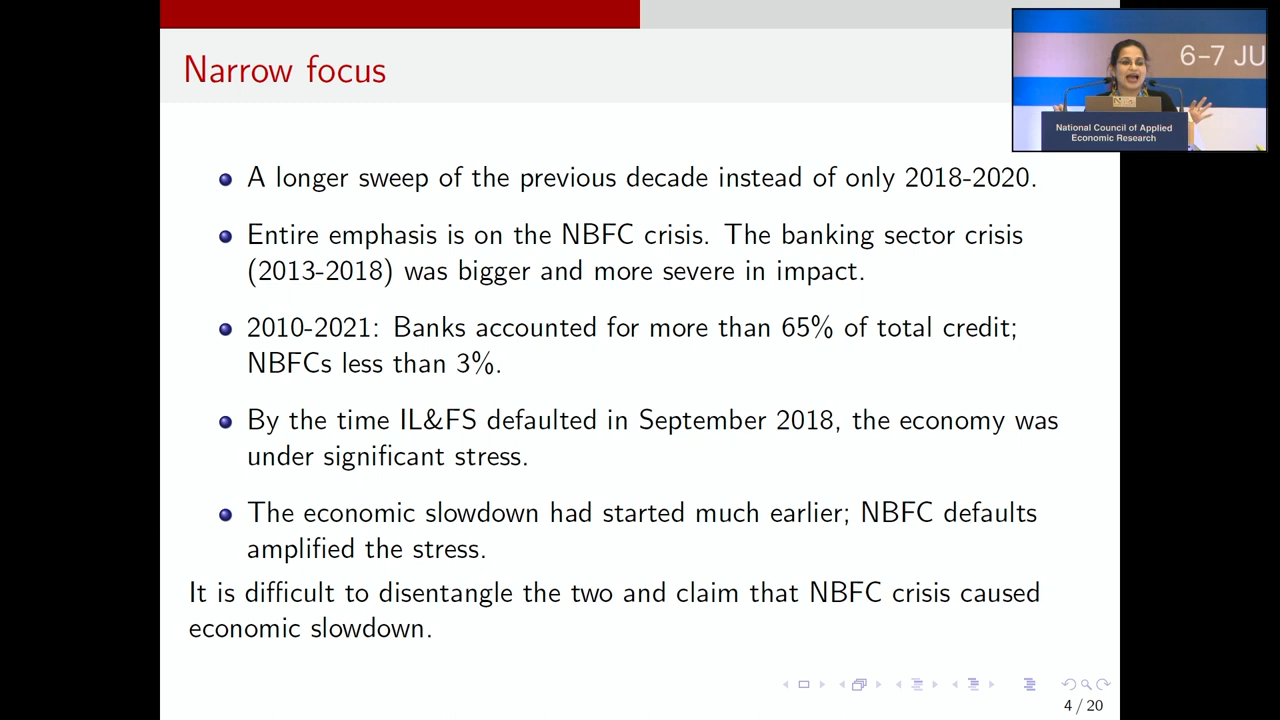 Narrow focus
6–7 JU
National Council of Applied
Economic Research
A longer sweep of the previous decade instead of only 2018-2020.
Entire emphasis is on the NBFC crisis. The banking sector crisis
(2013-2018) was bigger and more severe in impact.
2010-2021: Banks accounted for more than 65% of total credit;
NBFCs less than 3%.
By the time IL&FS defaulted in September 2018, the economy was
under significant stress.
The economic slowdown had started much earlier; NBFC defaults
amplified the stress.
It is difficult to disentangle the two and claim that NBFC crisis caused
economic slowdown.
4 / 20